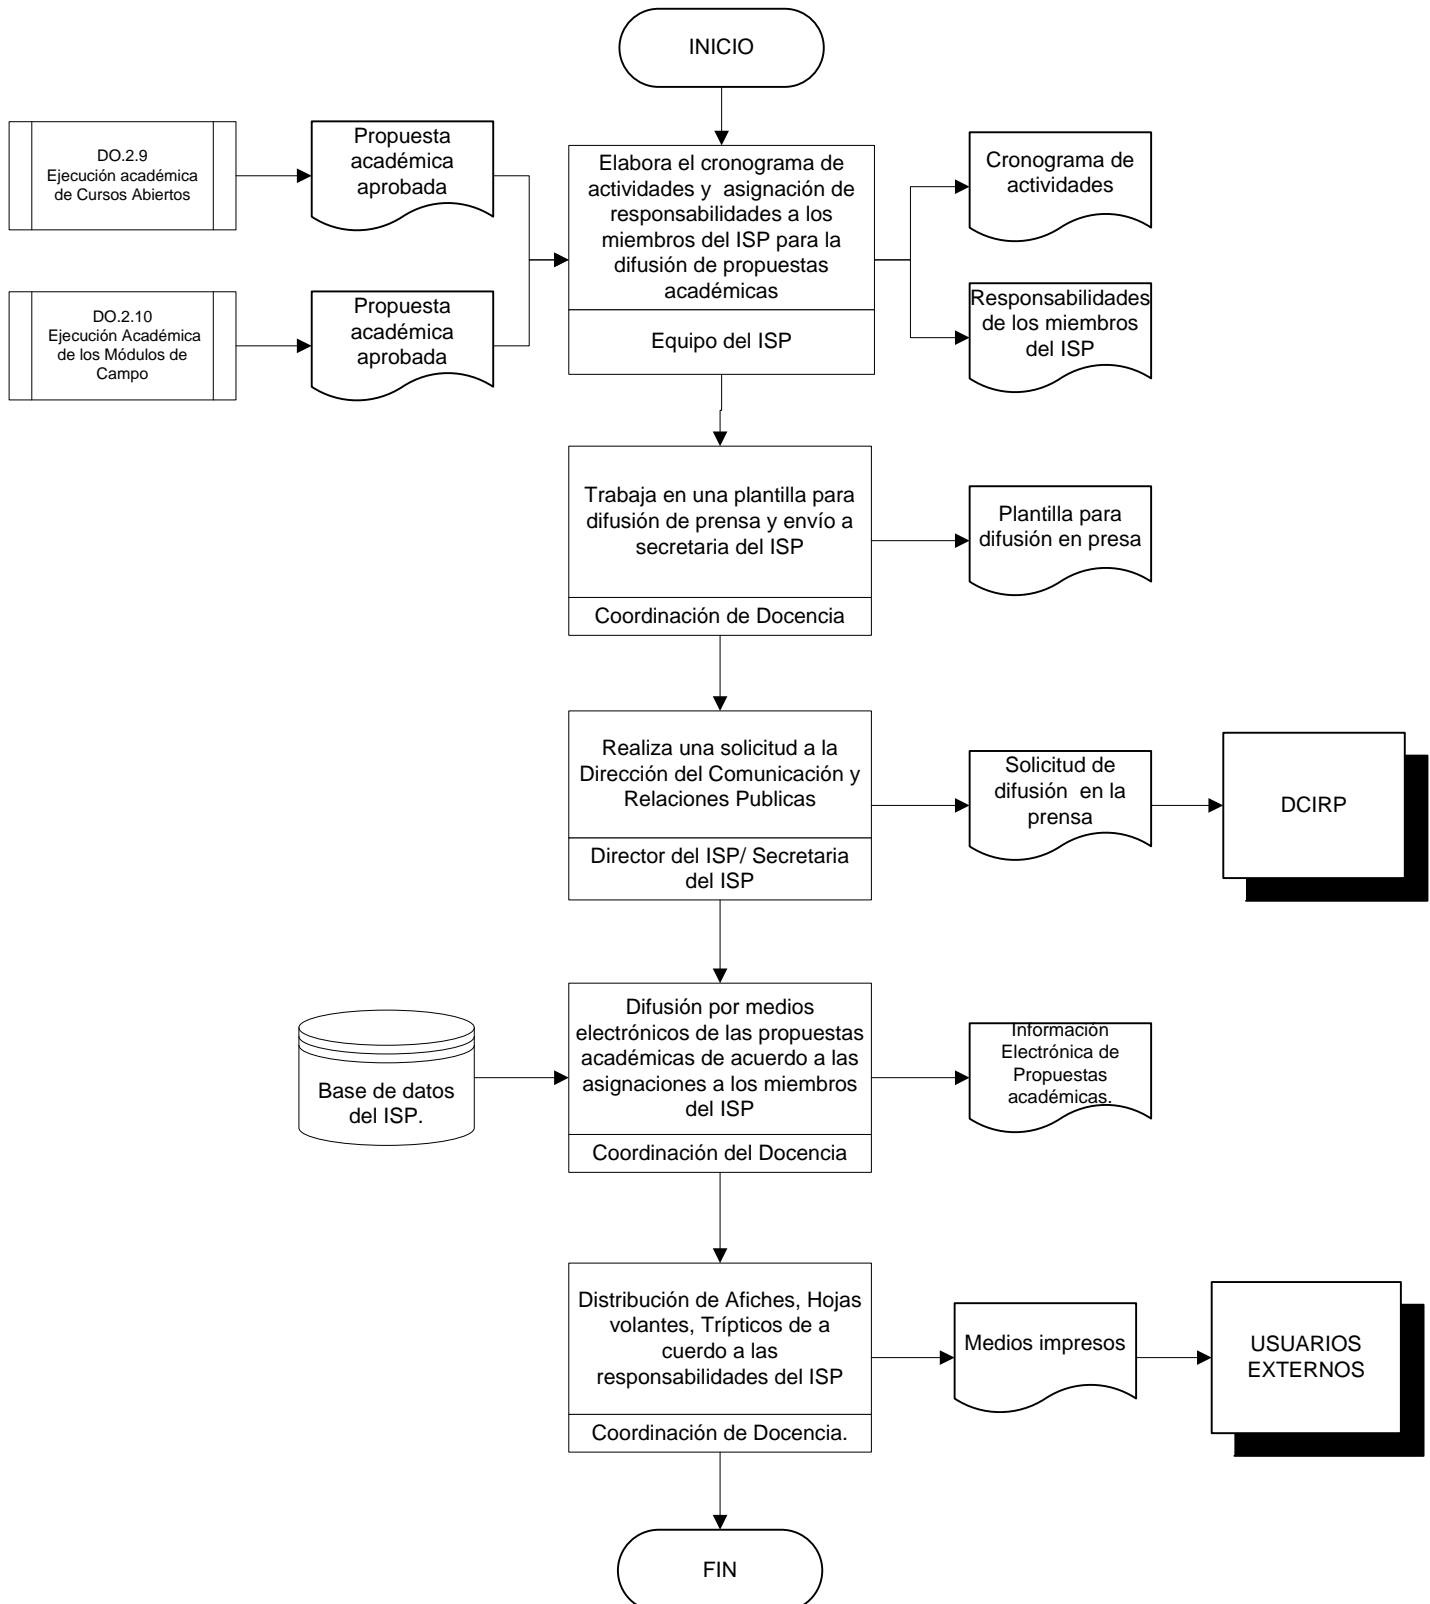 INICIO
DO.2.9
Ejecución académica
de Cursos Abiertos
Propuesta
académica
aprobada
Elabora el cronograma de
actividades y  asignación de
responsabilidades a los
miembros del ISP para la
difusión de propuestas
académicas
Equipo del ISP
Cronograma de
actividades
DO.2.10
Ejecución Académica
de los Módulos de
Campo
Propuesta
académica
aprobada
Responsabilidades
de los miembros
del ISP
Trabaja en una plantilla para
difusión de prensa y envío a
secretaria del ISP
Coordinación de Docencia
Plantilla para
difusión en presa
Realiza una solicitud a la
Dirección del Comunicación y
Relaciones Publicas
Director del ISP/ Secretaria
del ISP
Solicitud de
difusión  en la
prensa
DCIRP
Base de datos
del ISP.
Difusión por medios
electrónicos de las propuestas
académicas de acuerdo a las
asignaciones a los miembros
del ISP
Coordinación del Docencia
Información
Electrónica de
Propuestas
académicas.
Distribución de Afiches, Hojas
volantes, Trípticos de a
cuerdo a las
responsabilidades del ISP
Coordinación de Docencia.
Medios impresos
USUARIOS
EXTERNOS
FIN